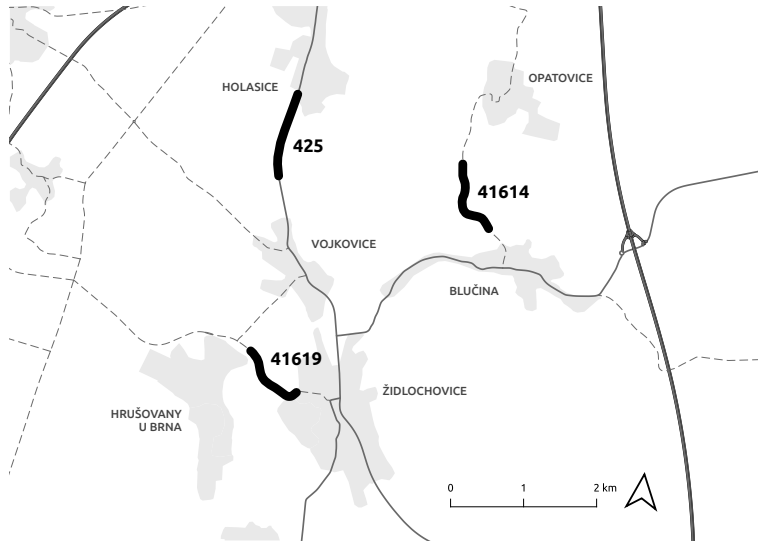 HOLASICE
OPATOVICE
425
41614
VOJKOVICE
BLUČINA
41619
ŽIDLOCHOVICE
HRUŠOVANY
U BRNA
0 1 2 km